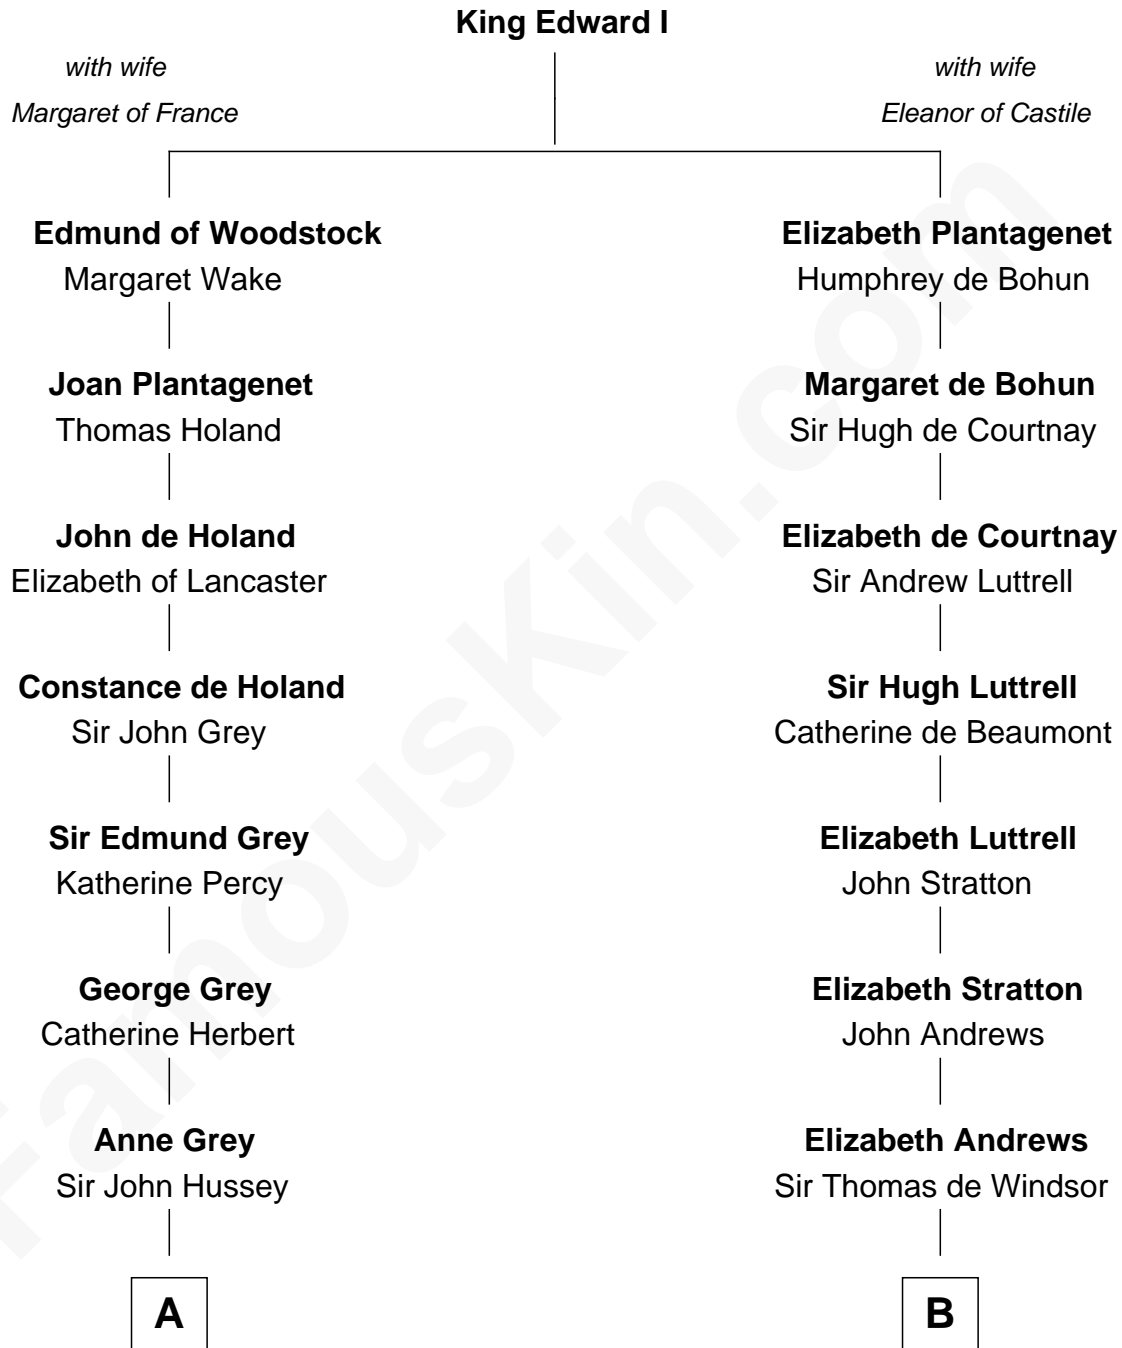 King Edward I
with wife
Margaret of France
with wife
Eleanor of Castile
Edmund of Woodstock
Margaret Wake
Elizabeth Plantagenet
Humphrey de Bohun
Joan Plantagenet
Thomas Holand
Margaret de Bohun
Sir Hugh de Courtnay
John de Holand
Elizabeth of Lancaster
Elizabeth de Courtnay
Sir Andrew Luttrell
Constance de Holand
Sir John Grey
Sir Hugh Luttrell
Catherine de Beaumont
Sir Edmund Grey
Katherine Percy
Elizabeth Luttrell
John Stratton
George Grey
Catherine Herbert
Elizabeth Stratton
John Andrews
Anne Grey
Sir John Hussey
Elizabeth Andrews
Sir Thomas de Windsor
A
B
FamousKin.com